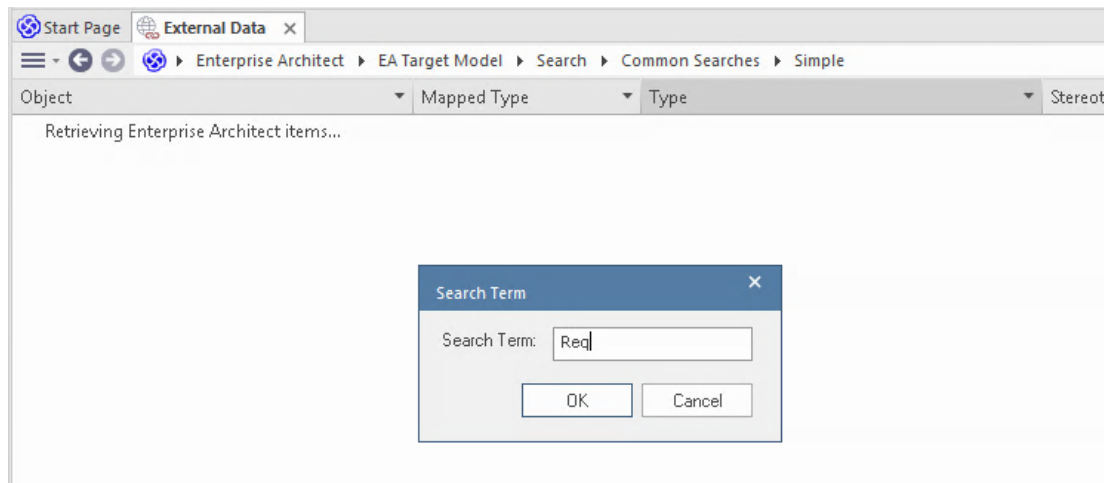 Start Page External Data
Enterprise Architect EA Target Model Search Common Searches Simple
Object Mapped Type Type Stereot
Retrieving Enterprise Architect items...
Search Term
Search Term: Req
OK Cancel